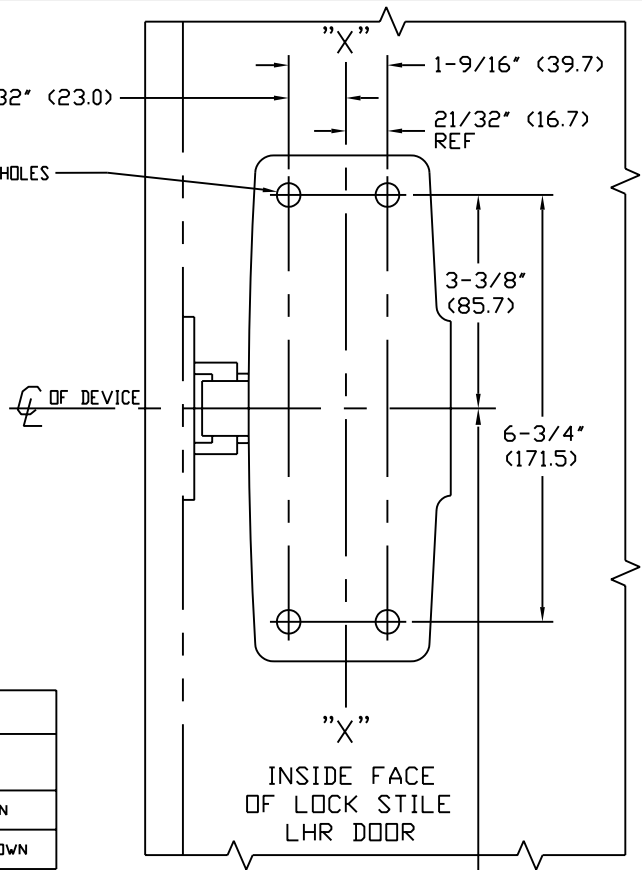 "X"
1-9/16" (39.7)
32" (23.0)
21/32" (16.7)
REF
HOLES
3-3/8"
(85.7)
℄ OF DEVICE
6-3/4"
(171.5)
"X"
INSIDE FACE
OF LOCK STILE
LHR DOOR